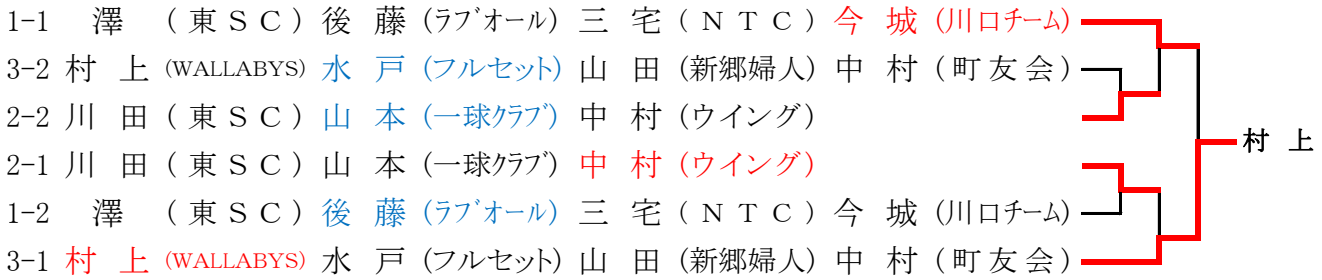 1-1 澤 (東SC) 後藤 (ラブオール) 三宅 (NTC) 今城 (川口チーム)
3-2 村上 (WALLABYS) 水戸 (フルセット) 山田 (新郷婦人) 中村 (町友会)
2-2 川田 (東SC) 山本 (一球クラブ) 中村 (ウイング)
村上
2-1 川田 (東SC) 山本 (一球クラブ) 中村 (ウイング)
1-2 澤 (東SC) 後藤 (ラブオール) 三宅 (NTC) 今城 (川口チーム)
3-1 村上 (WALLABYS) 水戸 (フルセット) 山田 (新郷婦人) 中村 (町友会)